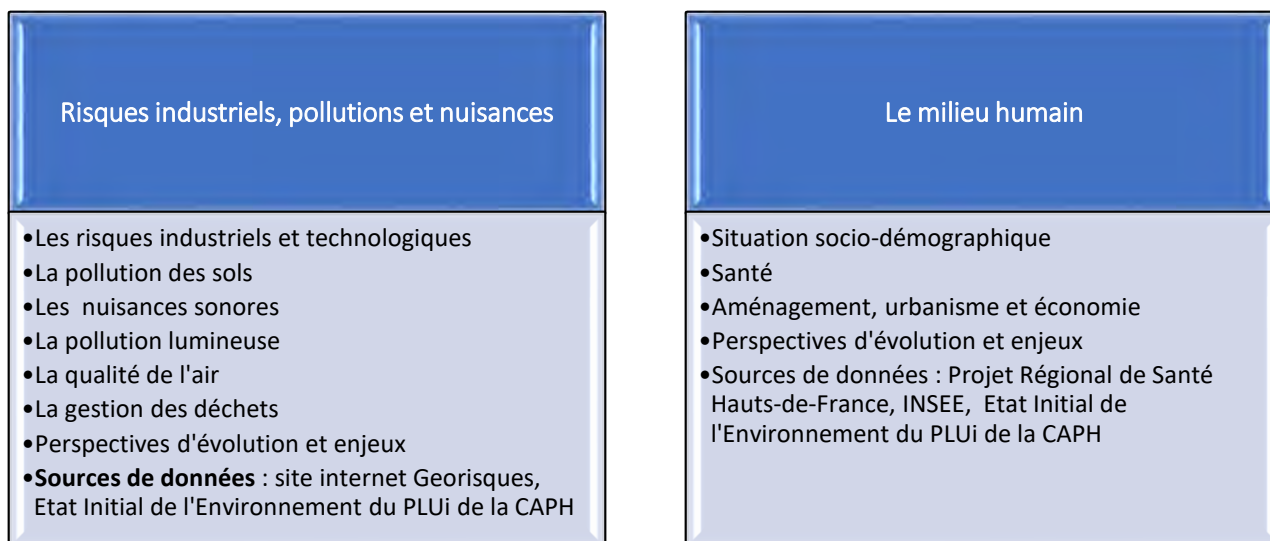 Risques industriels, pollutions et nuisances
•Les risques industriels et technologiques
•La pollution des sols
•Les  nuisances sonores
•La pollution lumineuse
•La qualité de l'air
•La gestion des déchets
•Perspectives d'évolution et enjeux
•Sources de données : site internet Georisques,
Etat Initial de l'Environnement du PLUi de la CAPH
Le milieu humain
•Situation socio-démographique
•Santé
•Aménagement, urbanisme et économie
•Perspectives d'évolution et enjeux
•Sources de données : Projet Régional de Santé
Hauts-de-France, INSEE,  Etat Initial de
l'Environnement du PLUi de la CAPH